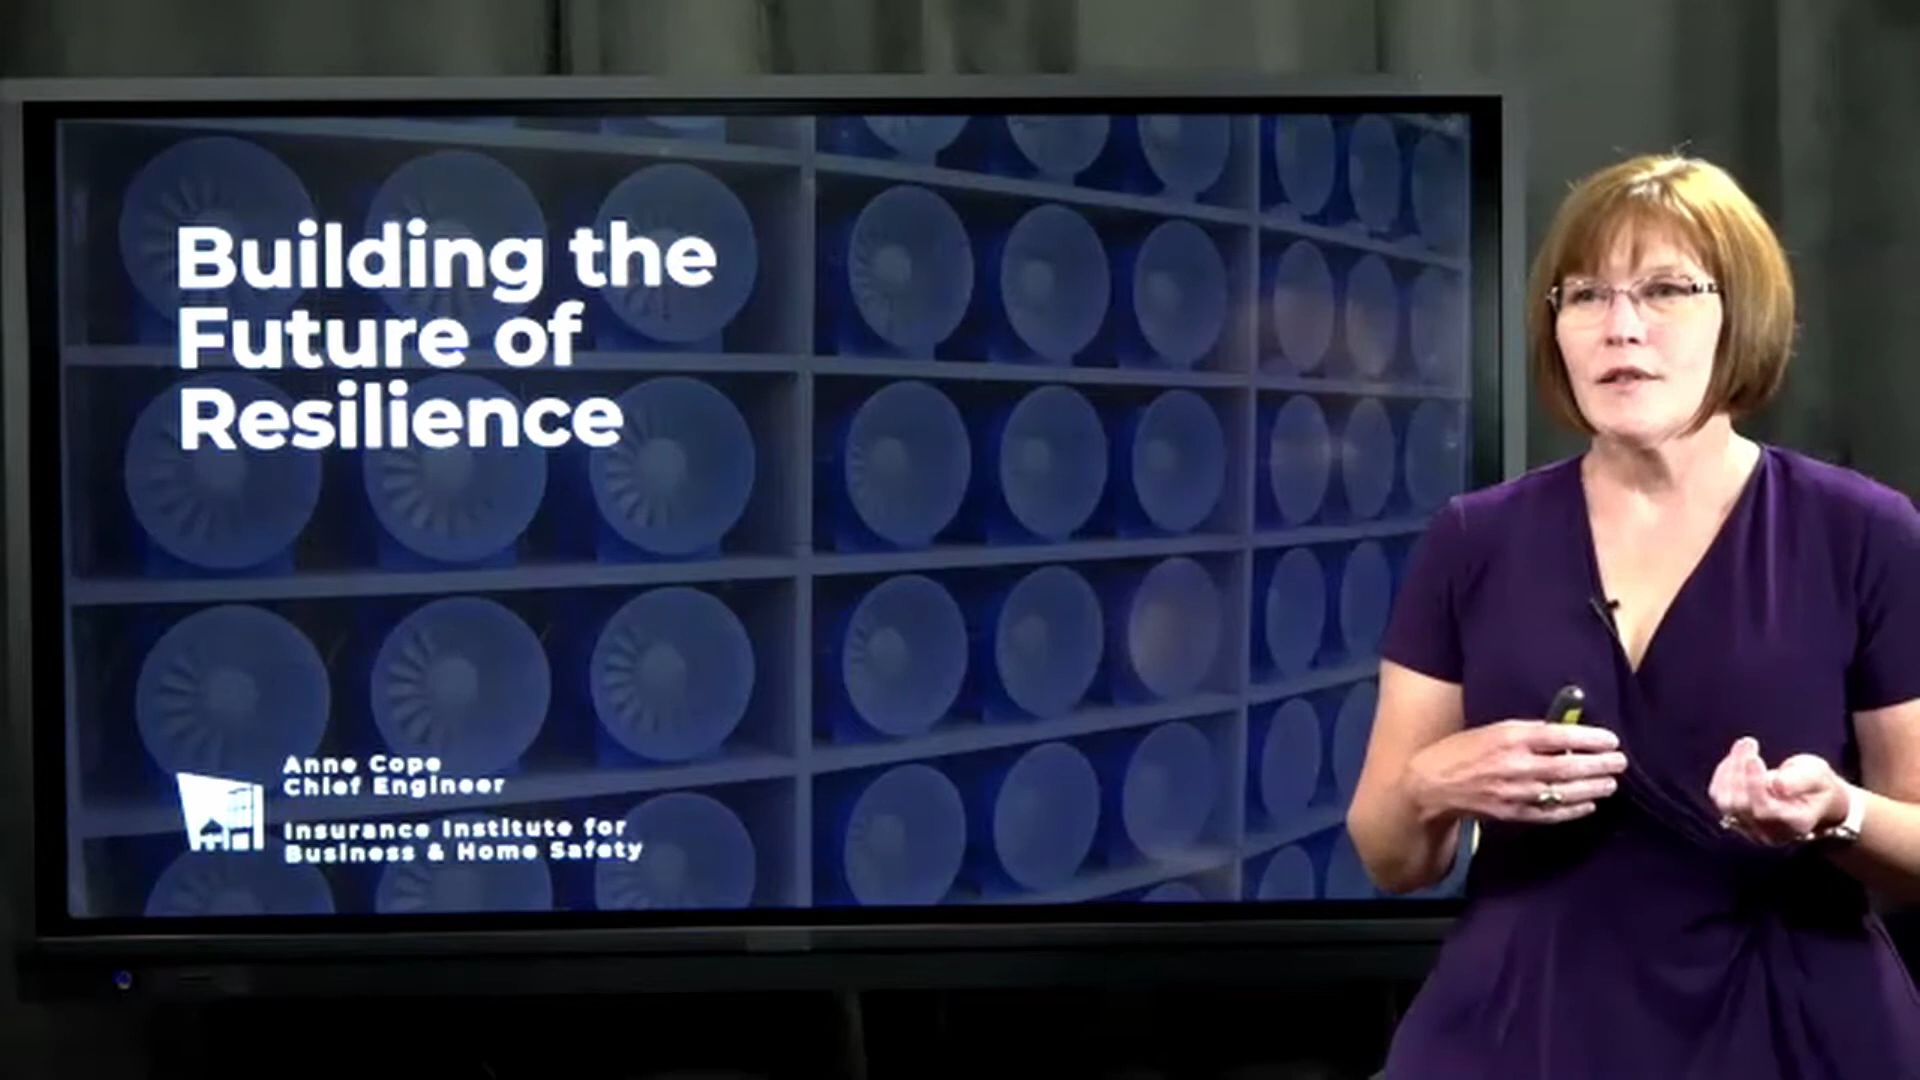 Building the
Future of
Resilience
Anne Cope
Chief Engineer
Insurance Institute for
Business & Home Safety